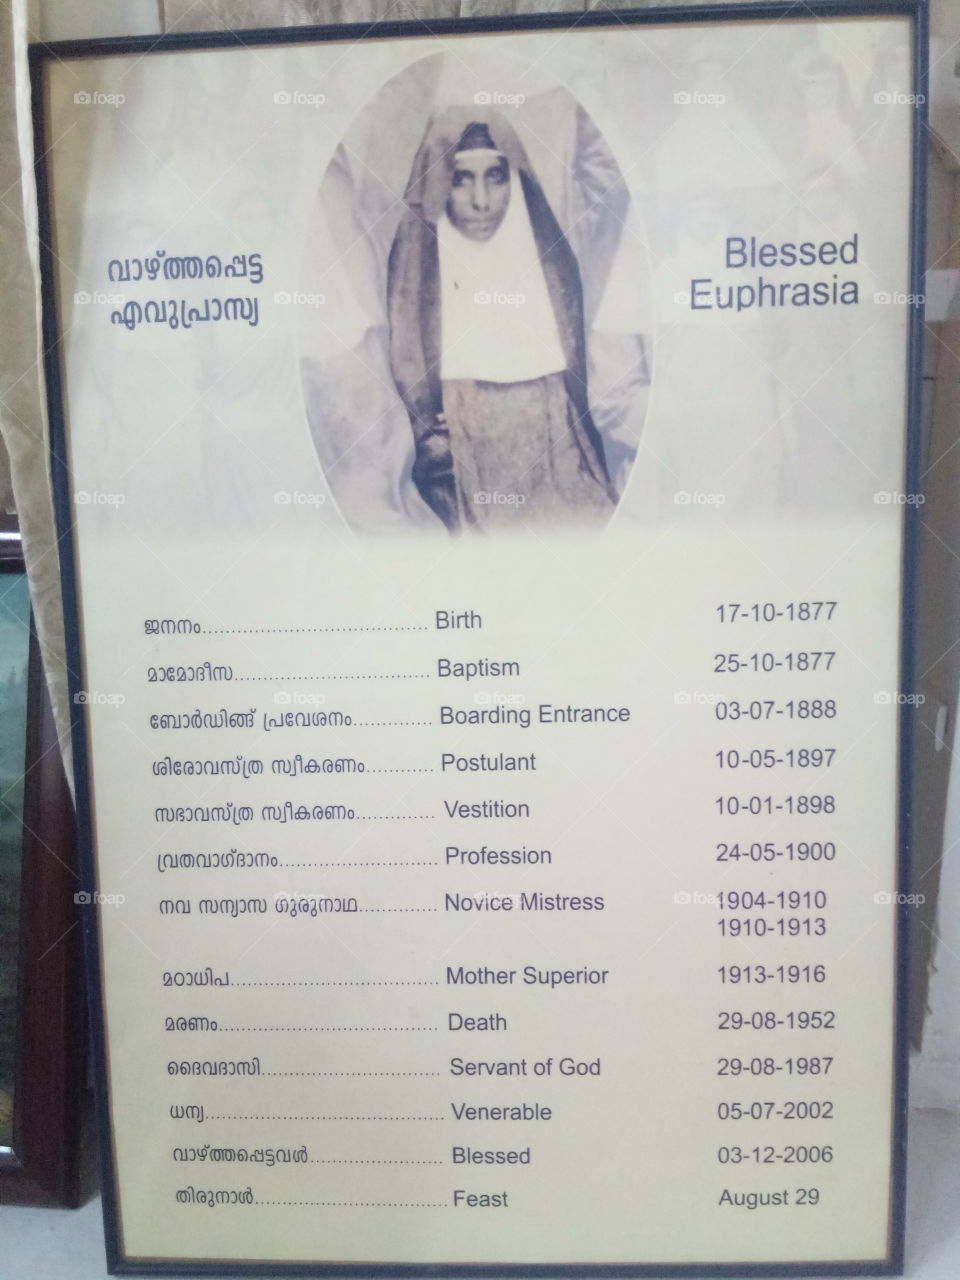 വാഴ്ത്തപ്പെട്ട
എവുപ്രാസ്യ
Blessed
Euphrasia
ജനനം...................................... Birth 17-10-1877
മാമോദീസ................................. Baptism 25-10-1877
ബോർഡിങ്ങ് പ്രവേശനം............. Boarding Entrance 03-07-1888
ശിരോവസ്ത്ര സ്വീകരണം............ Postulant 10-05-1897
സഭാവസ്ത്ര സ്വീകരണം............. Vestition 10-01-1898
വ്രതവാഗ്ദാനം........................... Profession 24-05-1900
നവ സന്യാസ ഗുരുനാഥ............. Novice Mistress 1904-1910
1910-1913
മഠാധിപ................................... Mother Superior 1913-1916
മരണം..................................... Death 29-08-1952
ദൈവദാസി.............................. Servant of God 29-08-1987
ധന്യ........................................ Venerable 05-07-2002
വാഴ്ത്തപ്പെട്ടവൾ...................... Blessed 03-12-2006
തിരുനാൾ................................ Feast August 29